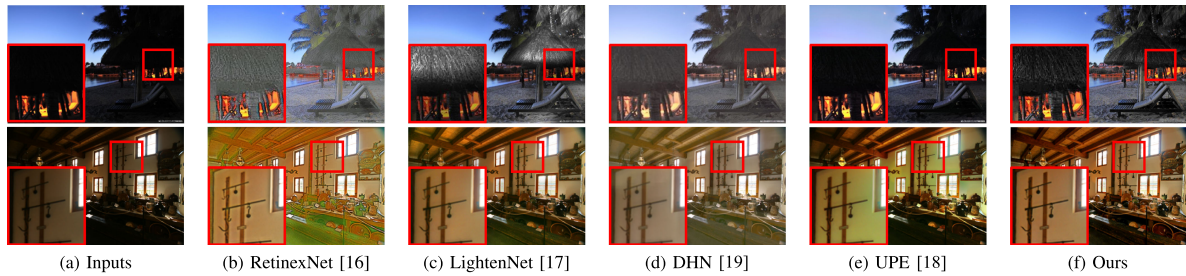 (a) Inputs
(b) RetinexNet [16]
(c) LightenNet [17]
(d) DHN [19]
(e) UPE [18]
(f) Ours